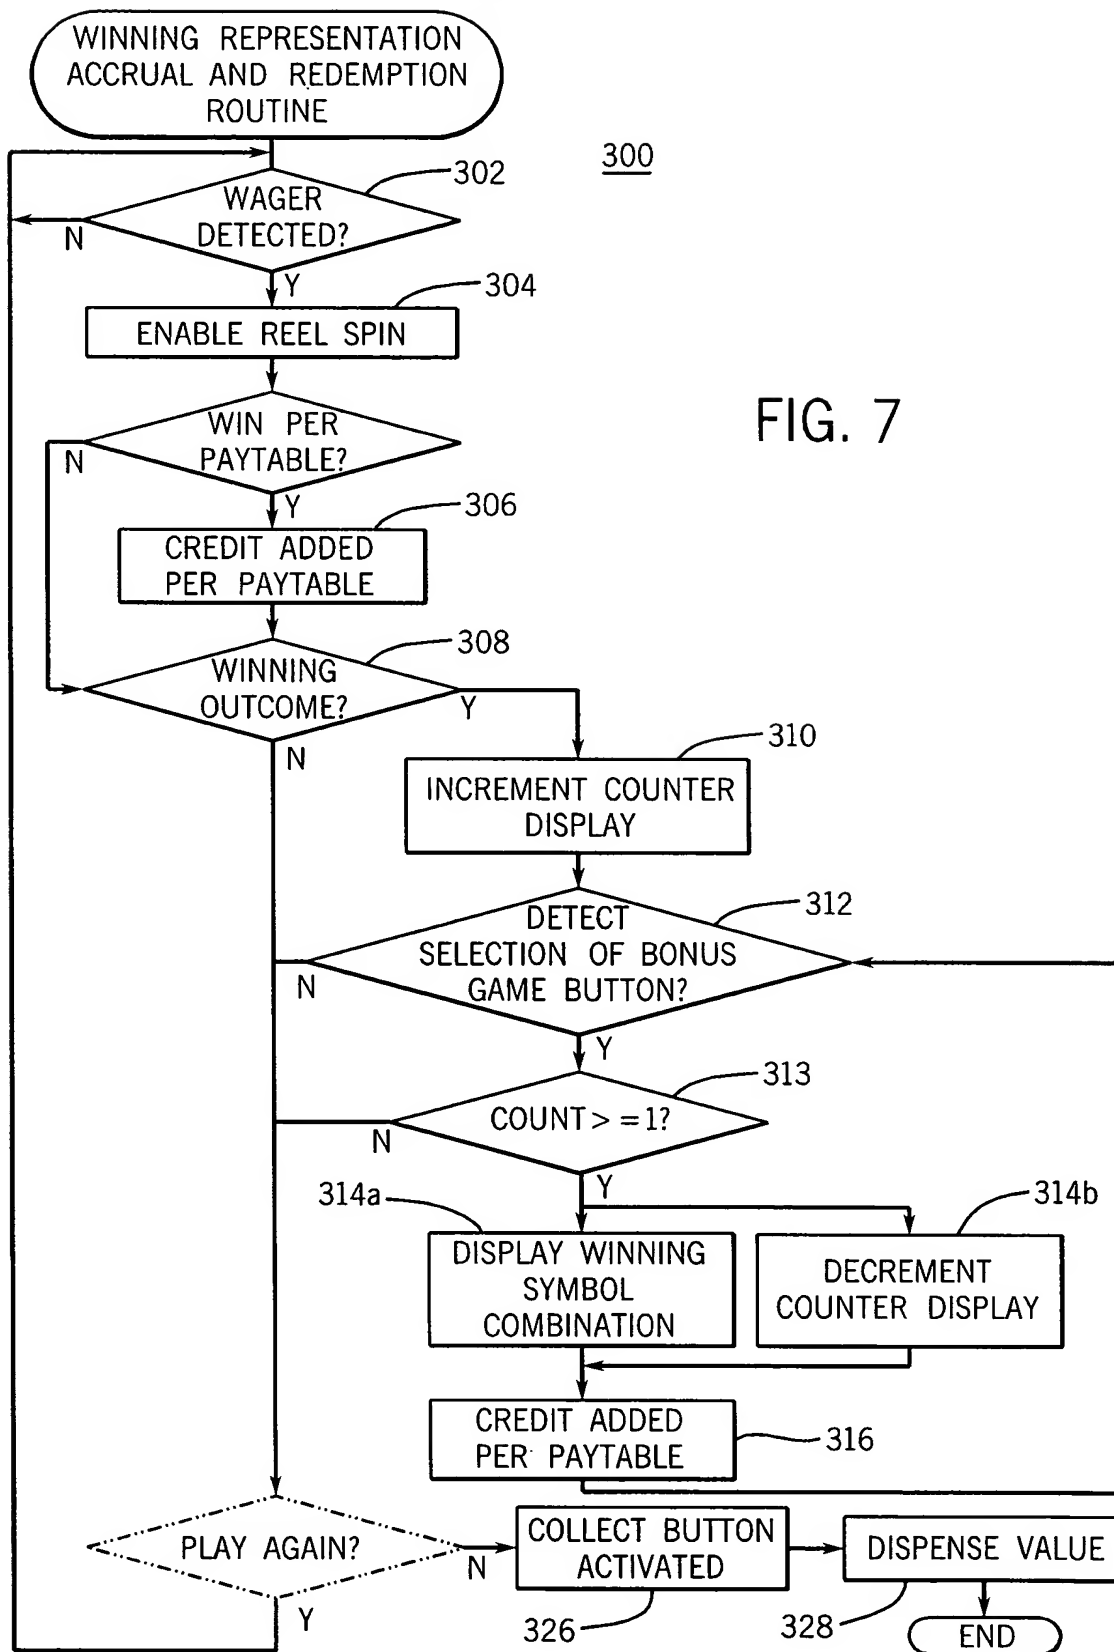 WINNING REPRESENTATION
ACCRUAL AND REDEMPTION
ROUTINE
300
302
WAGER
DETECTED?
N
Y
304
ENABLE REEL SPIN
FIG. 7
WIN PER
PAYTABLE?
N
Y
306
CREDIT ADDED
PER PAYTABLE
308
WINNING
OUTCOME?
Y
N
310
INCREMENT COUNTER
DISPLAY
312
DETECT
SELECTION OF BONUS
GAME BUTTON?
N
Y
313
COUNT > = 1?
N
Y
314a
314b
DISPLAY WINNING
SYMBOL
COMBINATION
DECREMENT
COUNTER DISPLAY
CREDIT ADDED
PER PAYTABLE
316
PLAY AGAIN?
N
Y
COLLECT BUTTON
ACTIVATED
326
DISPENSE VALUE
328
END